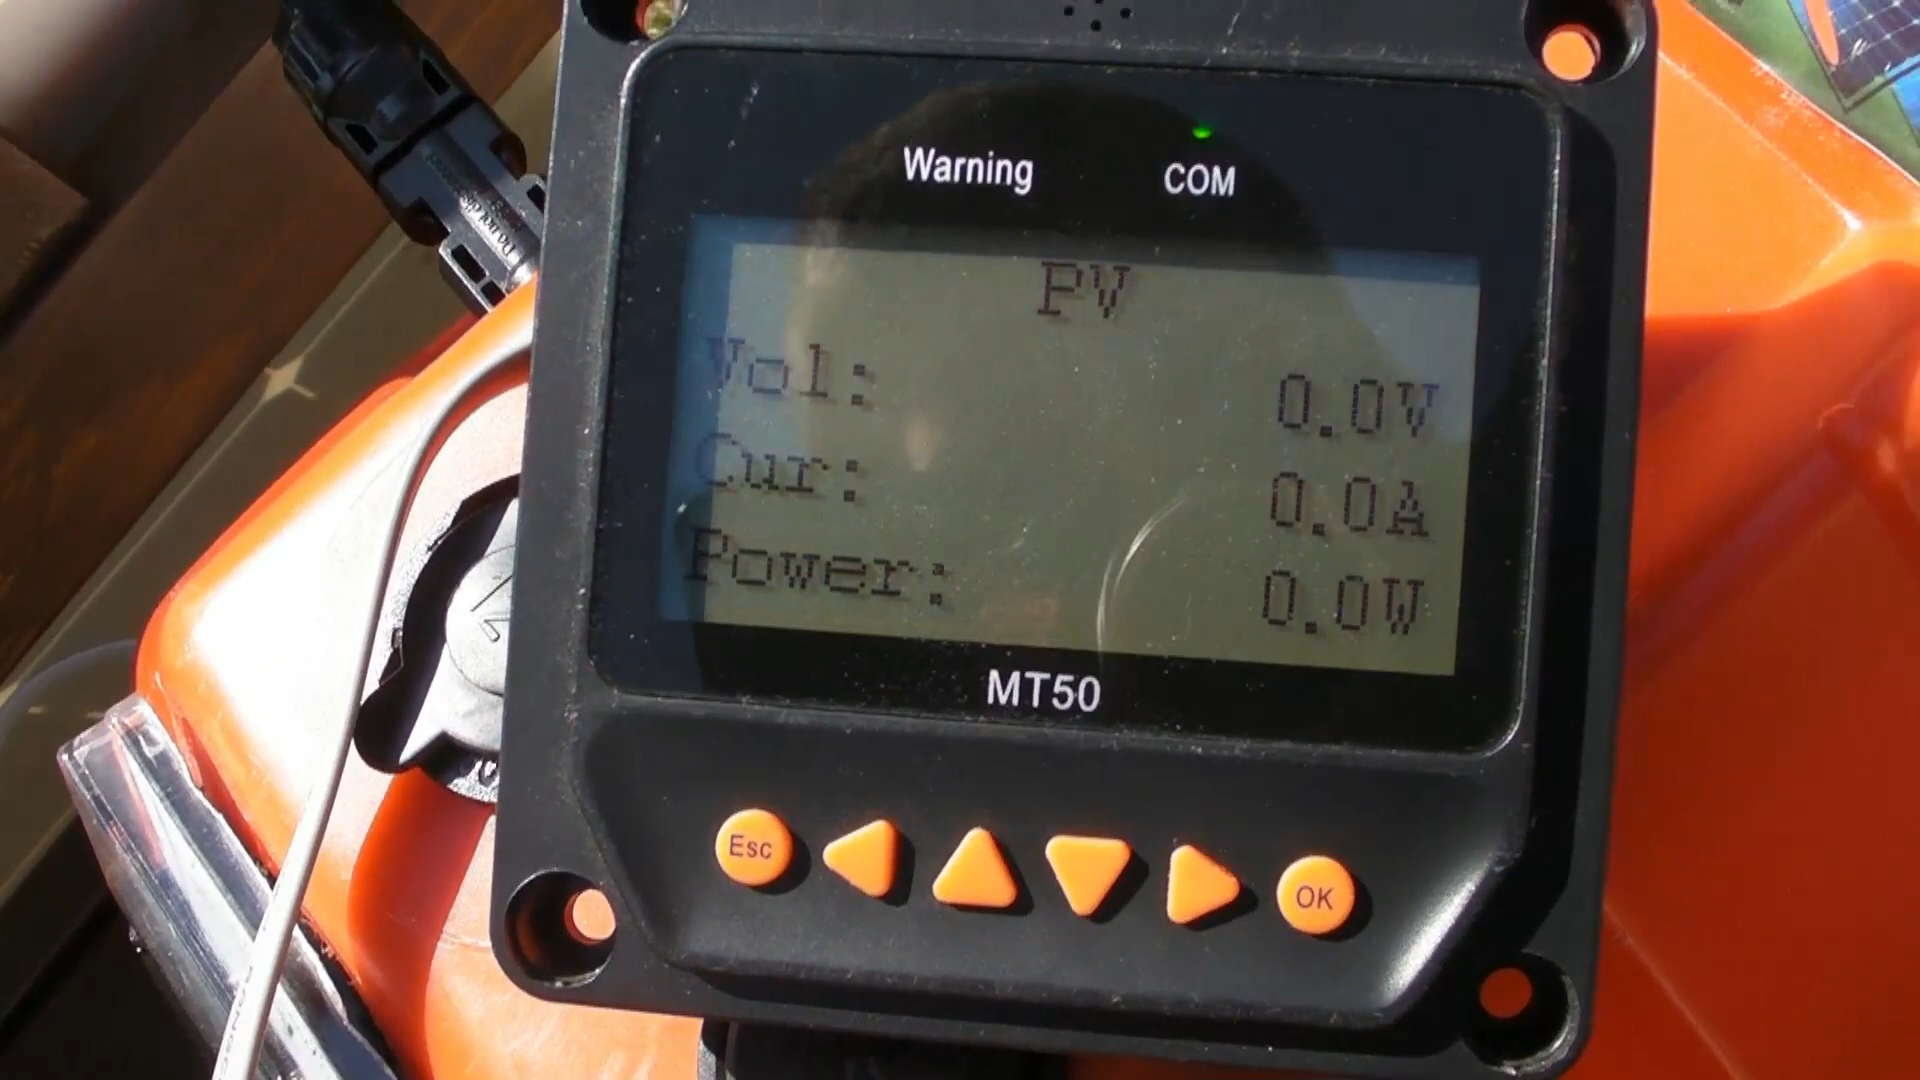 Warning
COM
PV
Vol: 0.0V
Cur: 0.0A
Power: 0.0W
MT50
Esc
OK